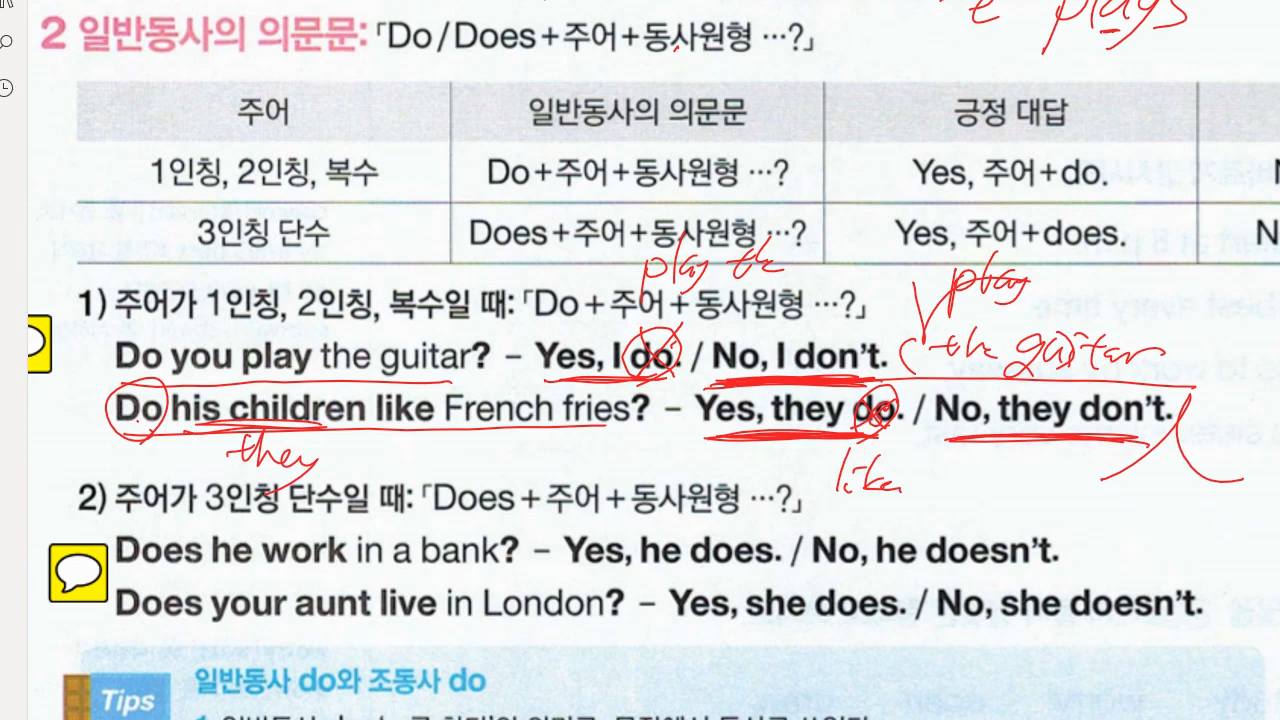 plays
2 일반동사의 의문문: 「Do / Does + 주어 + 동사원형 …?」
주어 일반동사의 의문문 긍정 대답
1인칭, 2인칭, 복수 Do + 주어 + 동사원형 …? Yes, 주어 + do.
3인칭 단수 Does + 주어 + 동사원형 …? Yes, 주어 + does. N
play the play
1) 주어가 1인칭, 2인칭, 복수일 때: 「Do + 주어 + 동사원형 …?」
the guitar
Do you play the guitar? – Yes, I do. / No, I don't.
Do his children like French fries? – Yes, they do. / No, they don't.
they like
2) 주어가 3인칭 단수일 때: 「Does + 주어 + 동사원형 …?」
Does he work in a bank? – Yes, he does. / No, he doesn't.
Does your aunt live in London? – Yes, she does. / No, she doesn't.
Tips 일반동사 do와 조동사 do